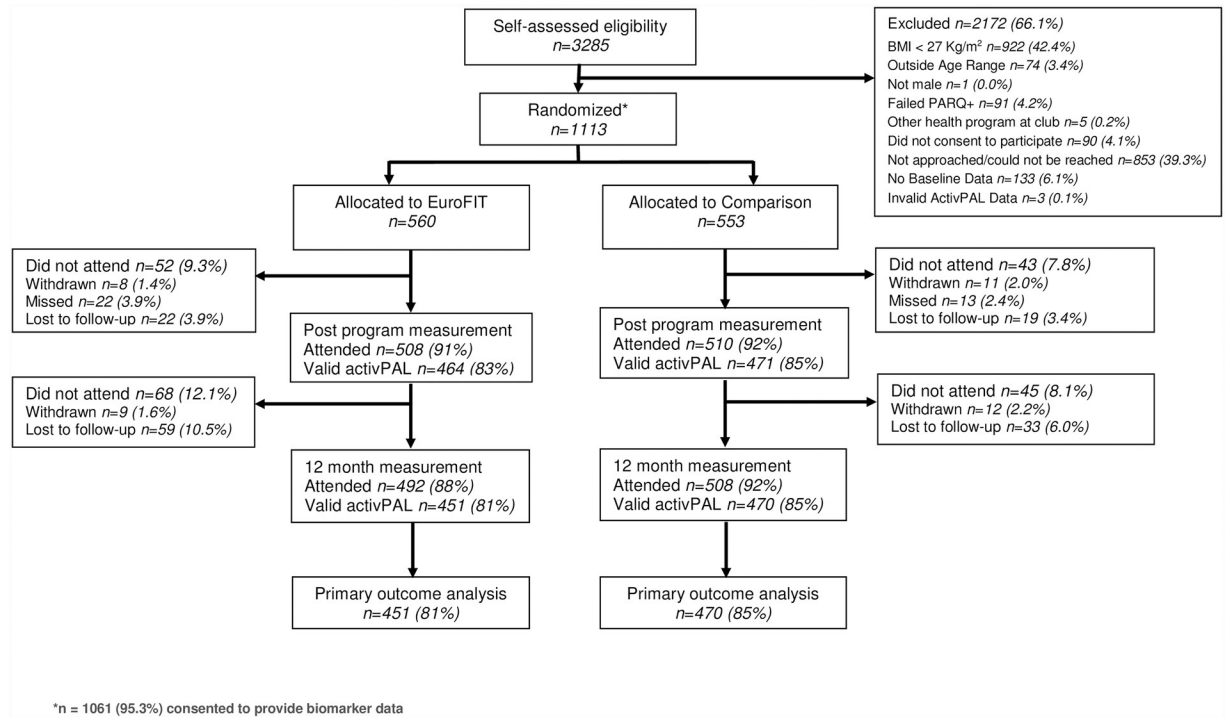 Self-assessed eligibility
n=3285
Excluded n=2172 (66.1%)
BMI < 27 Kg/m² n=922 (42.4%)
Outside Age Range n=74 (3.4%)
Not male n=1 (0.0%)
Failed PARQ+ n=91 (4.2%)
Other health program at club n=5 (0.2%)
Did not consent to participate n=90 (4.1%)
Not approached/could not be reached n=853 (39.3%)
No Baseline Data n=133 (6.1%)
Invalid ActivPAL Data n=3 (0.1%)
Randomized*
n=1113
Allocated to EuroFIT
n=560
Allocated to Comparison
n=553
Did not attend n=52 (9.3%)
Withdrawn n=8 (1.4%)
Missed n=22 (3.9%)
Lost to follow-up n=22 (3.9%)
Did not attend n=43 (7.8%)
Withdrawn n=11 (2.0%)
Missed n=13 (2.4%)
Lost to follow-up n=19 (3.4%)
Post program measurement
Attended n=508 (91%)
Valid activPAL n=464 (83%)
Post program measurement
Attended n=510 (92%)
Valid activPAL n=471 (85%)
Did not attend n=68 (12.1%)
Withdrawn n=9 (1.6%)
Lost to follow-up n=59 (10.5%)
Did not attend n=45 (8.1%)
Withdrawn n=12 (2.2%)
Lost to follow-up n=33 (6.0%)
12 month measurement
Attended n=492 (88%)
Valid activPAL n=451 (81%)
12 month measurement
Attended n=508 (92%)
Valid activPAL n=470 (85%)
Primary outcome analysis
n=451 (81%)
Primary outcome analysis
n=470 (85%)
*n = 1061 (95.3%) consented to provide biomarker data